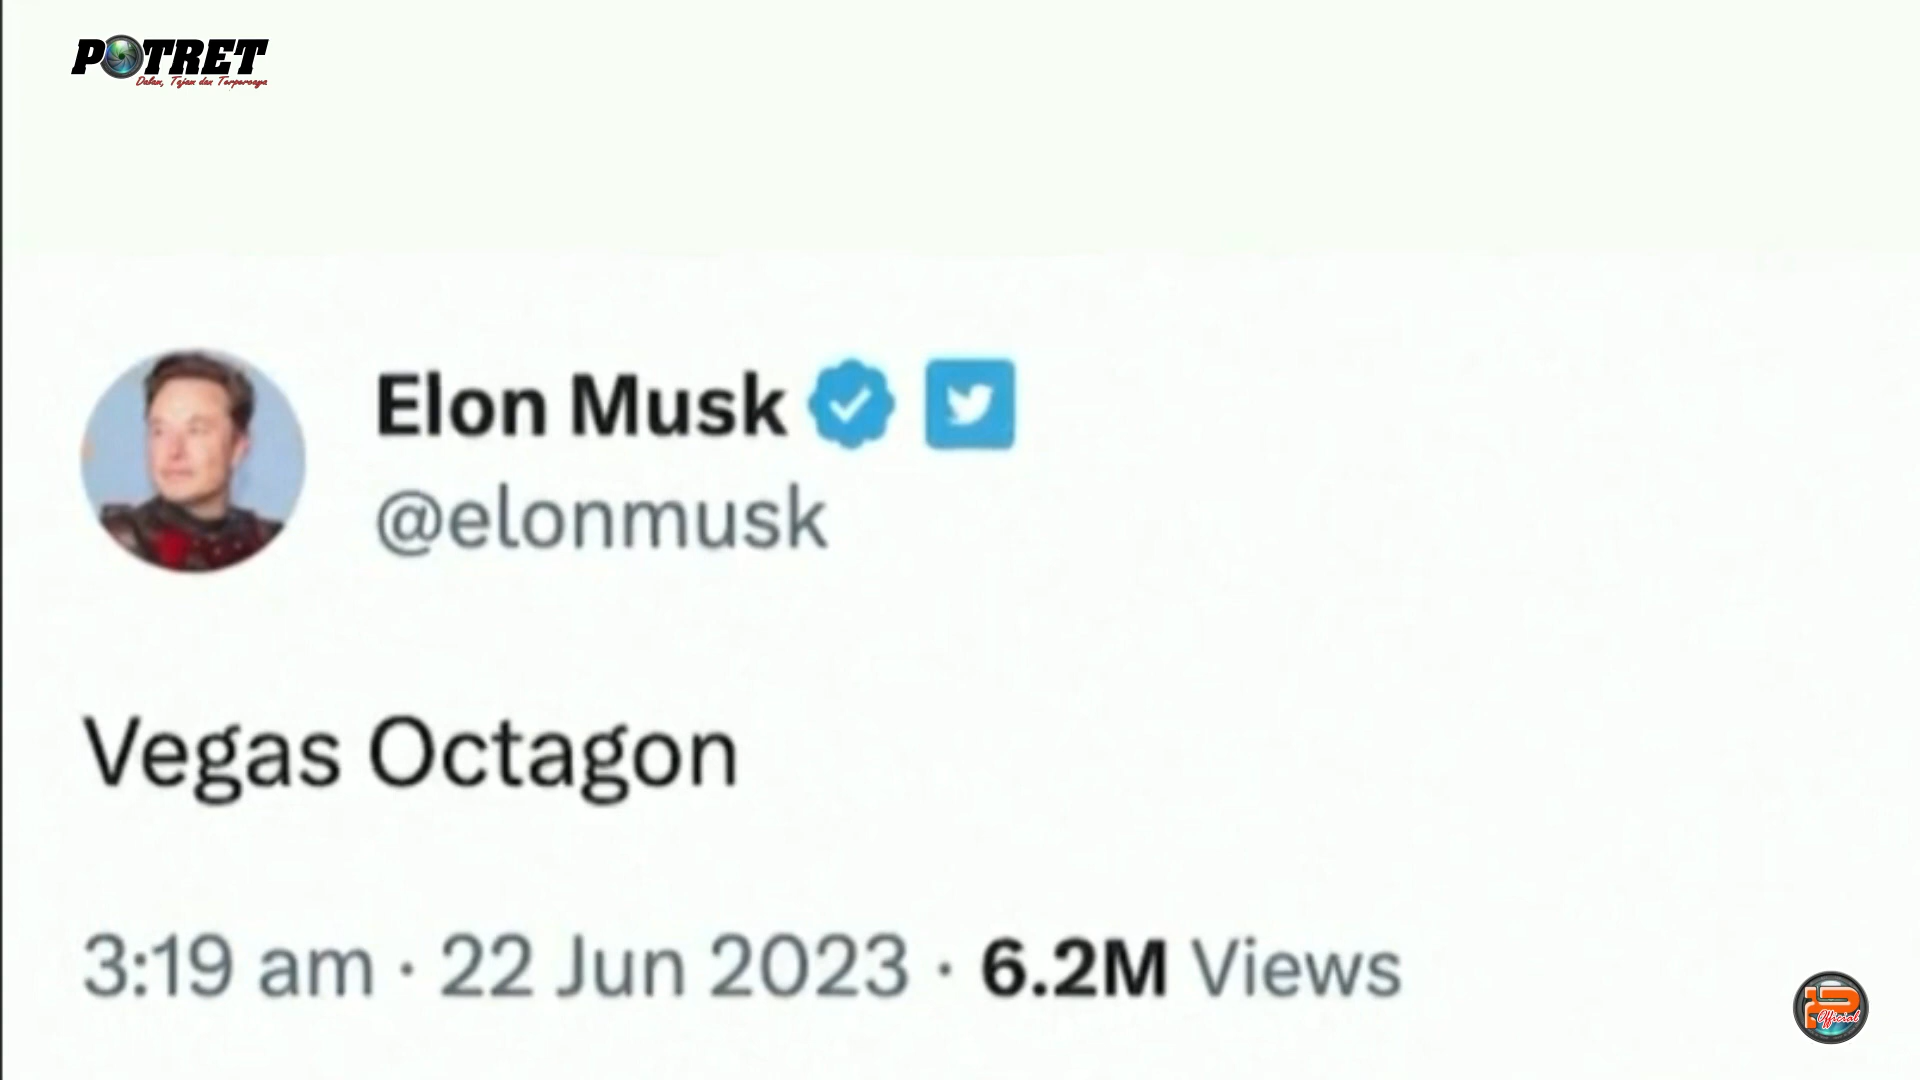 POTRET
Dalam, Tajam dan Terpercaya
Elon Musk
@elonmusk
Vegas Octagon
3:19 am · 22 Jun 2023 · 6.2M Views
Official